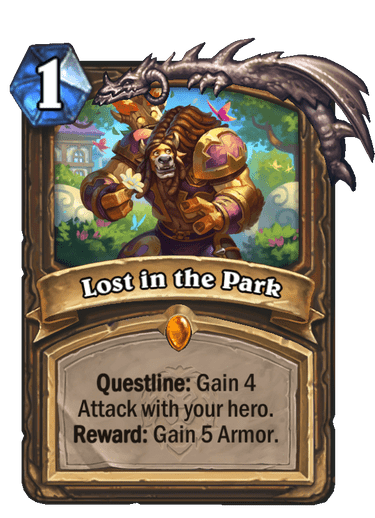 1
Lost in the Park
Questline: Gain 4
Attack with your hero.
Reward: Gain 5 Armor.